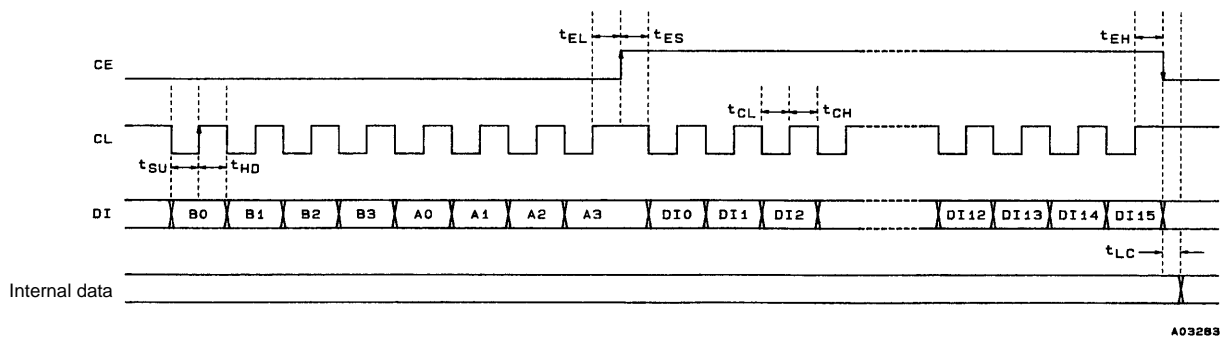 tEL tES tEH
CE
tCL tCH
CL
tSU tHD
DI B0 B1 B2 B3 A0 A1 A2 A3 DI0 DI1 DI2 DI12 DI13 DI14 DI15
tLC
Internal data
A03283